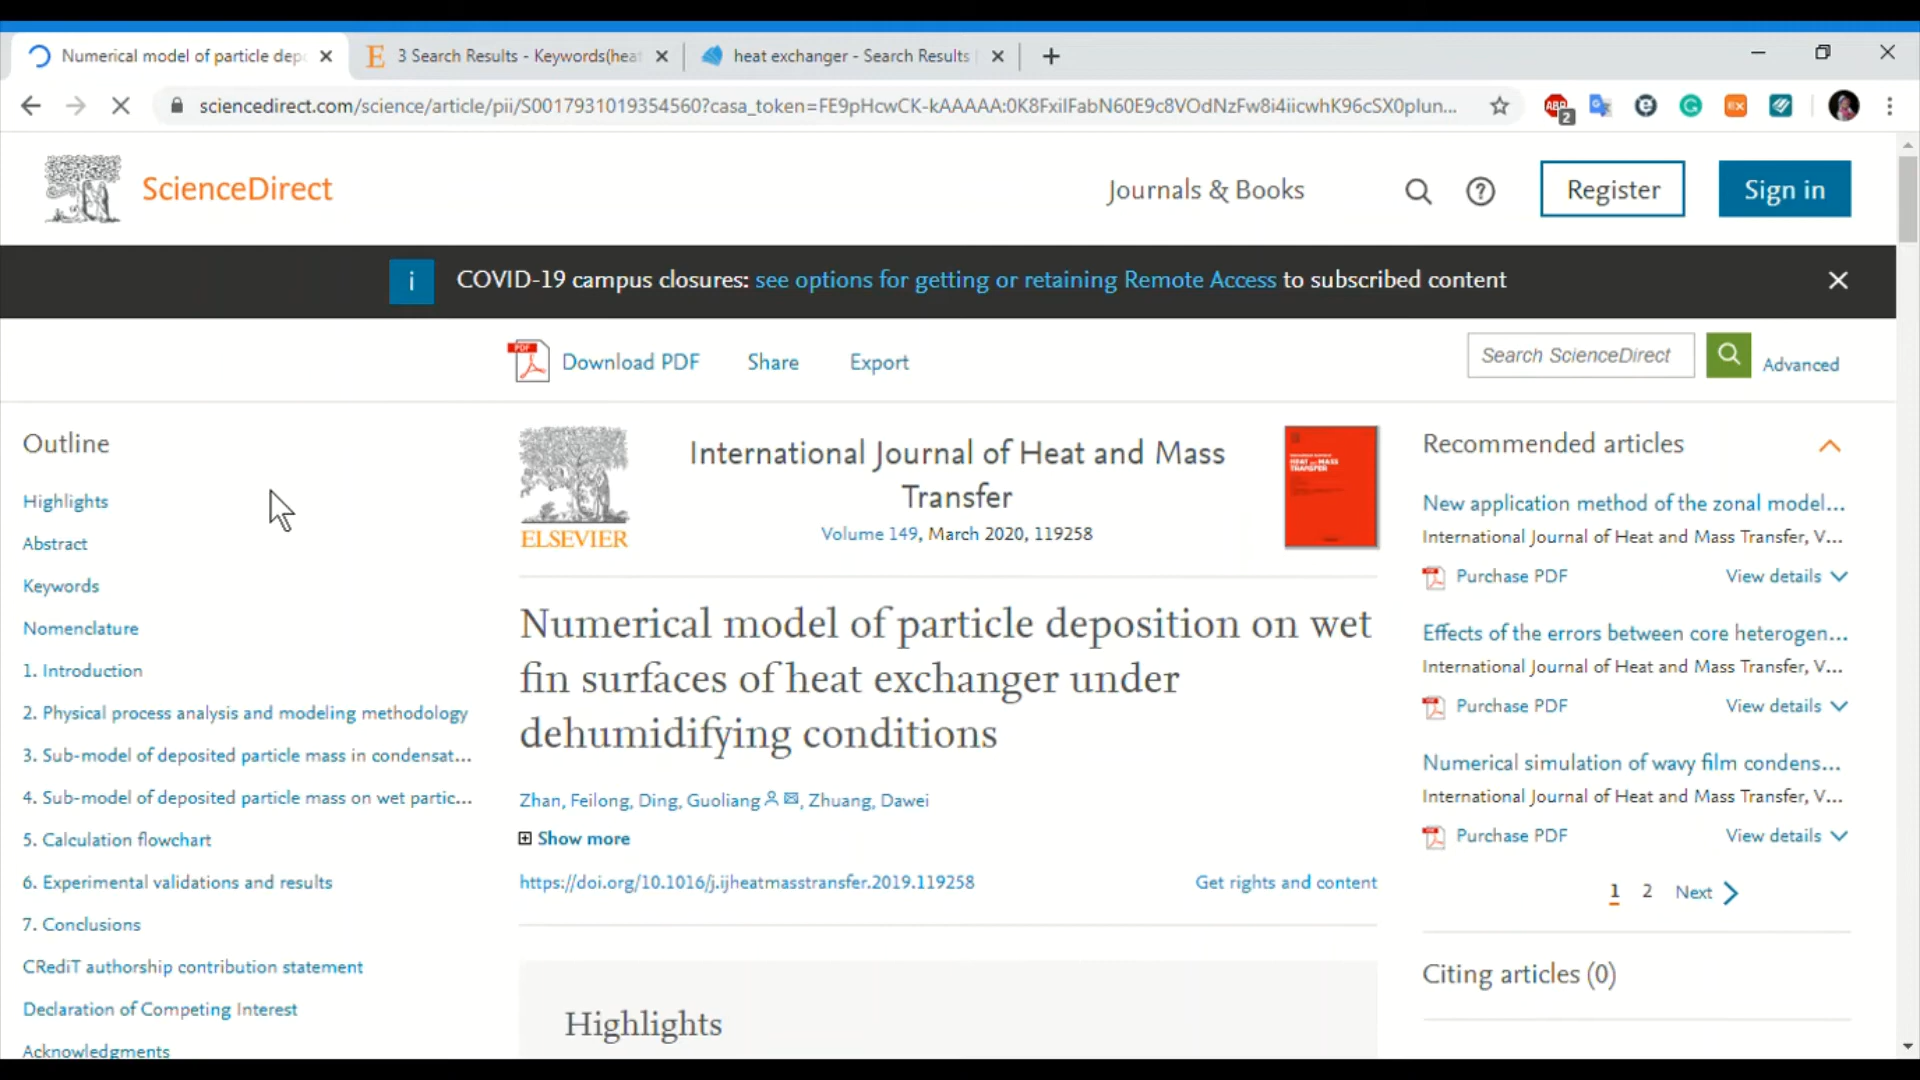 Numerical model of particle dep
3 Search Results - Keywords(hea
heat exchanger - Search Results
sciencedirect.com/science/article/pii/S0017931019354560?casa_token=FE9pHcwCK-kAAAAA:0K8FxilFabN60E9c8VOdNzFw8i4iicwhK96cSX0plun...
ABP
2
EX
ScienceDirect
Journals & Books
Register
Sign in
i
COVID-19 campus closures: see options for getting or retaining Remote Access to subscribed content
PDF
Download PDF
Share
Export
Search ScienceDirect
Advanced
Outline
Highlights
Abstract
Keywords
Nomenclature
1. Introduction
2. Physical process analysis and modeling methodology
3. Sub-model of deposited particle mass in condensat...
4. Sub-model of deposited particle mass on wet partic...
5. Calculation flowchart
6. Experimental validations and results
7. Conclusions
CRediT authorship contribution statement
Declaration of Competing Interest
Acknowledgments
ELSEVIER
International Journal of Heat and Mass
Transfer
Volume 149, March 2020, 119258
Numerical model of particle deposition on wet
fin surfaces of heat exchanger under
dehumidifying conditions
Zhan, Feilong, Ding, Guoliang, Zhuang, Dawei
Show more
https://doi.org/10.1016/j.ijheatmasstransfer.2019.119258
Get rights and content
Highlights
Recommended articles
New application method of the zonal model...
International Journal of Heat and Mass Transfer, V...
Purchase PDF
View details
Effects of the errors between core heterogen...
International Journal of Heat and Mass Transfer, V...
Purchase PDF
View details
Numerical simulation of wavy film condens...
International Journal of Heat and Mass Transfer, V...
Purchase PDF
View details
1 2 Next
Citing articles (0)